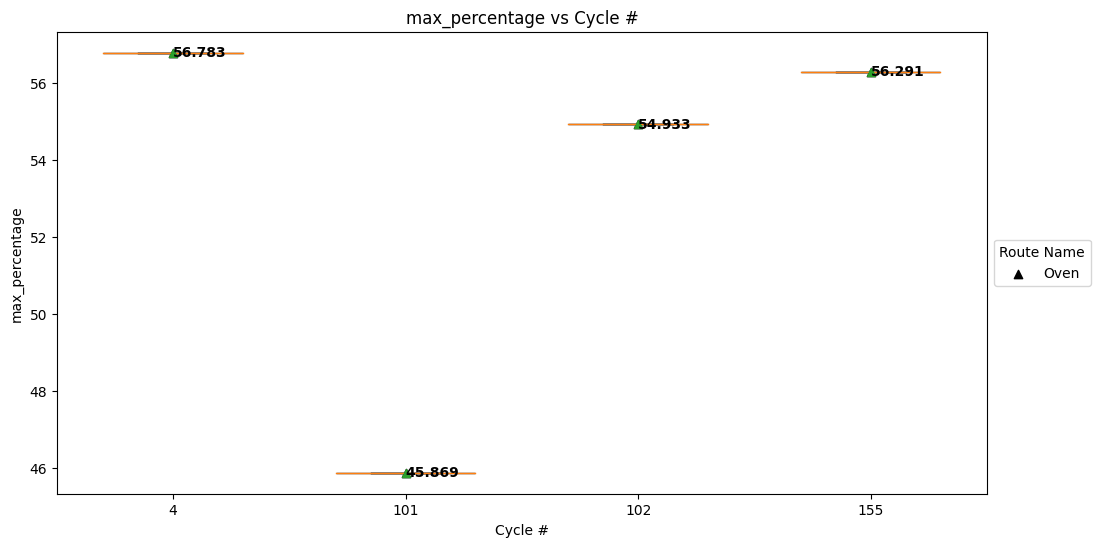 max_percentage vs Cycle #
max_percentage
56
54
52
50
48
46
56.783
45.869
54.933
56.291
4
101
102
155
Cycle #
Route Name
Oven